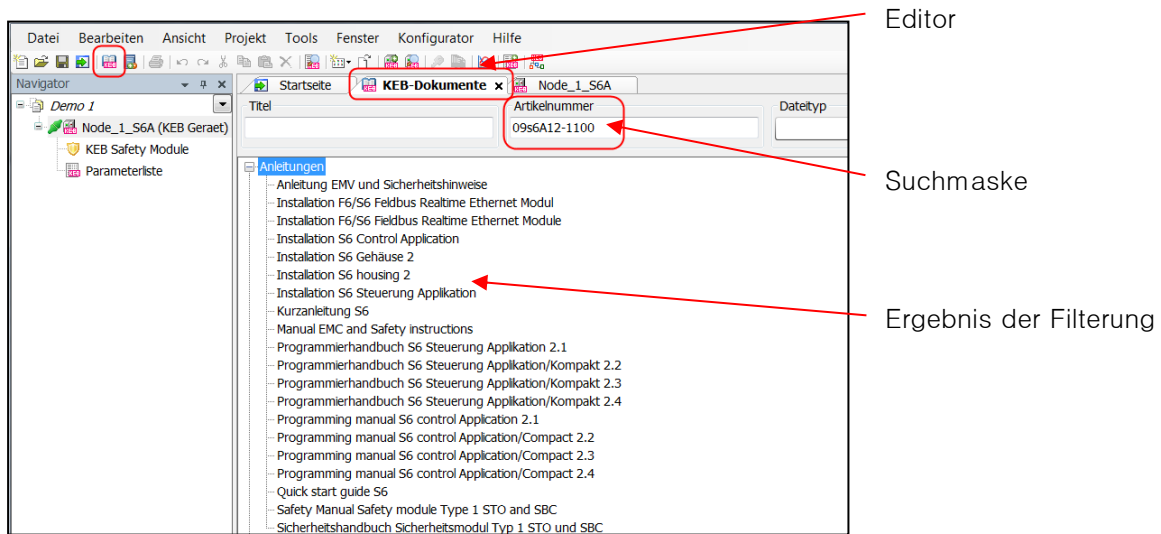 Editor
Datei Bearbeiten Ansicht Projekt Tools Fenster Konfigurator Hilfe
Navigator
Startseite KEB-Dokumente Node_1_S6A
Demo 1
Titel Artikelnummer Dateityp
Node_1_S6A (KEB Geraet)
09s6A12-1100
KEB Safety Module
Suchmaske
Parameterliste
Anleitungen
Anleitung EMV und Sicherheitshinweise
Installation F6/S6 Feldbus Realtime Ethernet Modul
Installation F6/S6 Fieldbus Realtime Ethernet Module
Installation S6 Control Application
Installation S6 Gehäuse 2
Installation S6 housing 2
Installation S6 Steuerung Applikation
Kurzanleitung S6
Ergebnis der Filterung
Manual EMC and Safety instructions
Programmierhandbuch S6 Steuerung Applikation 2.1
Programmierhandbuch S6 Steuerung Applikation/Kompakt 2.2
Programmierhandbuch S6 Steuerung Applikation/Kompakt 2.3
Programmierhandbuch S6 Steuerung Applikation/Kompakt 2.4
Programming manual S6 control Application 2.1
Programming manual S6 control Application/Compact 2.2
Programming manual S6 control Application/Compact 2.3
Programming manual S6 control Application/Compact 2.4
Quick start guide S6
Safety Manual Safety module Type 1 STO and SBC
Sicherheitshandbuch Sicherheitsmodul Typ 1 STO und SBC